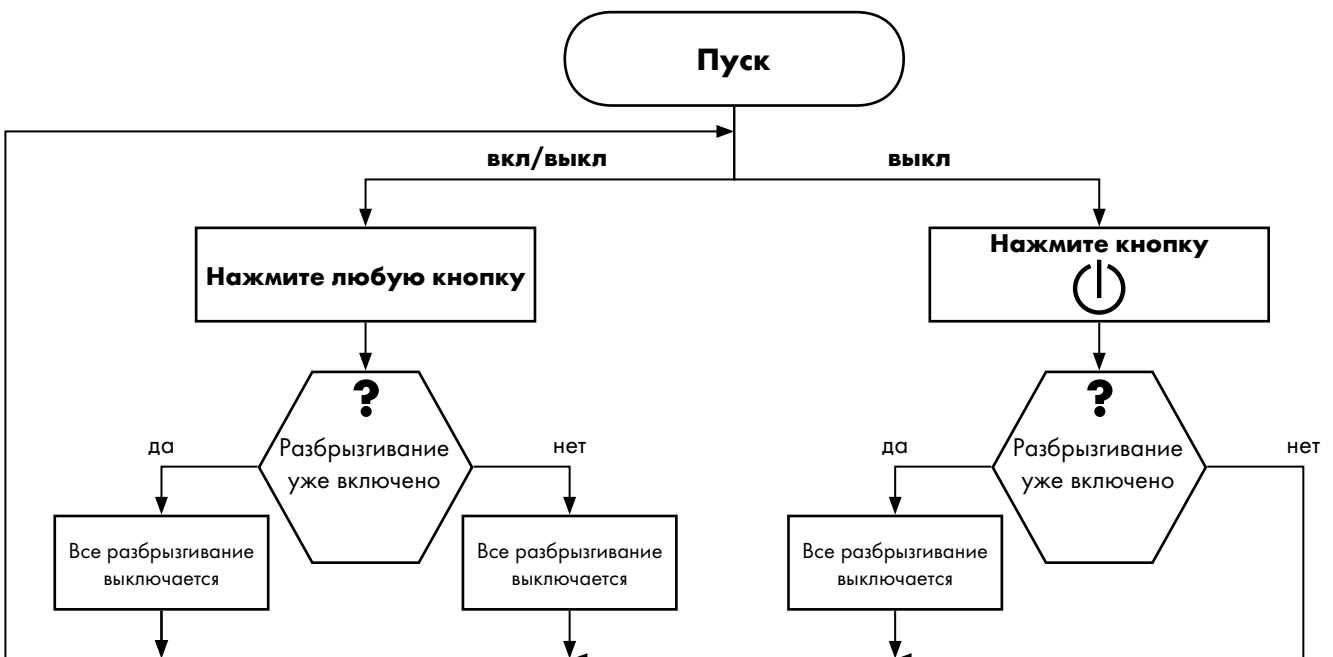 Пуск
вкл/выкл
выкл
Нажмите любую кнопку
Нажмите кнопку
?
Разбрызгивание
уже включено
да
нет
?
Разбрызгивание
уже включено
да
нет
Все разбрызгивание
выключается
Все разбрызгивание
выключается
Все разбрызгивание
выключается